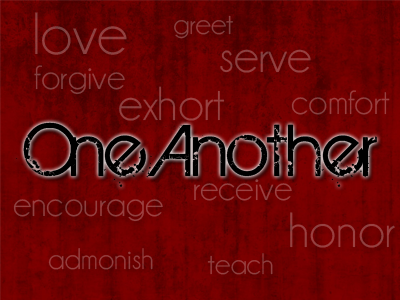 love
greet
serve
forgive
exhort
comfort
One Another
receive
encourage
honor
admonish
teach